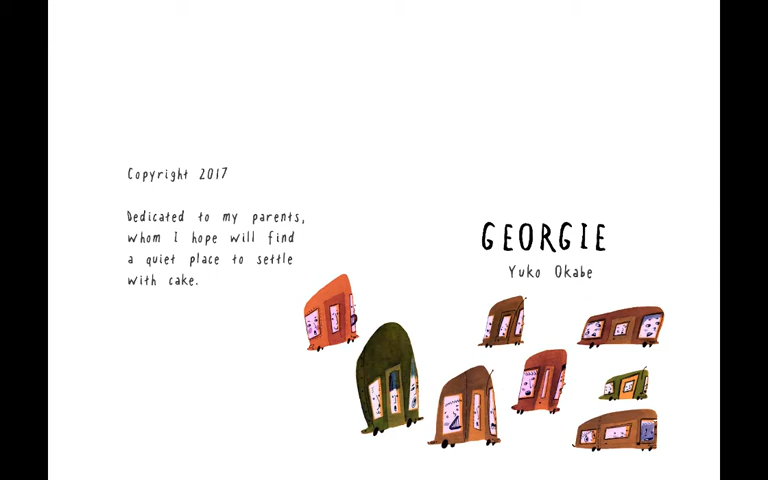 Copyright 2017
Dedicated to my parents,
whom I hope will find
a quiet place to settle
with cake.
GEORGIE
Yuko Okabe